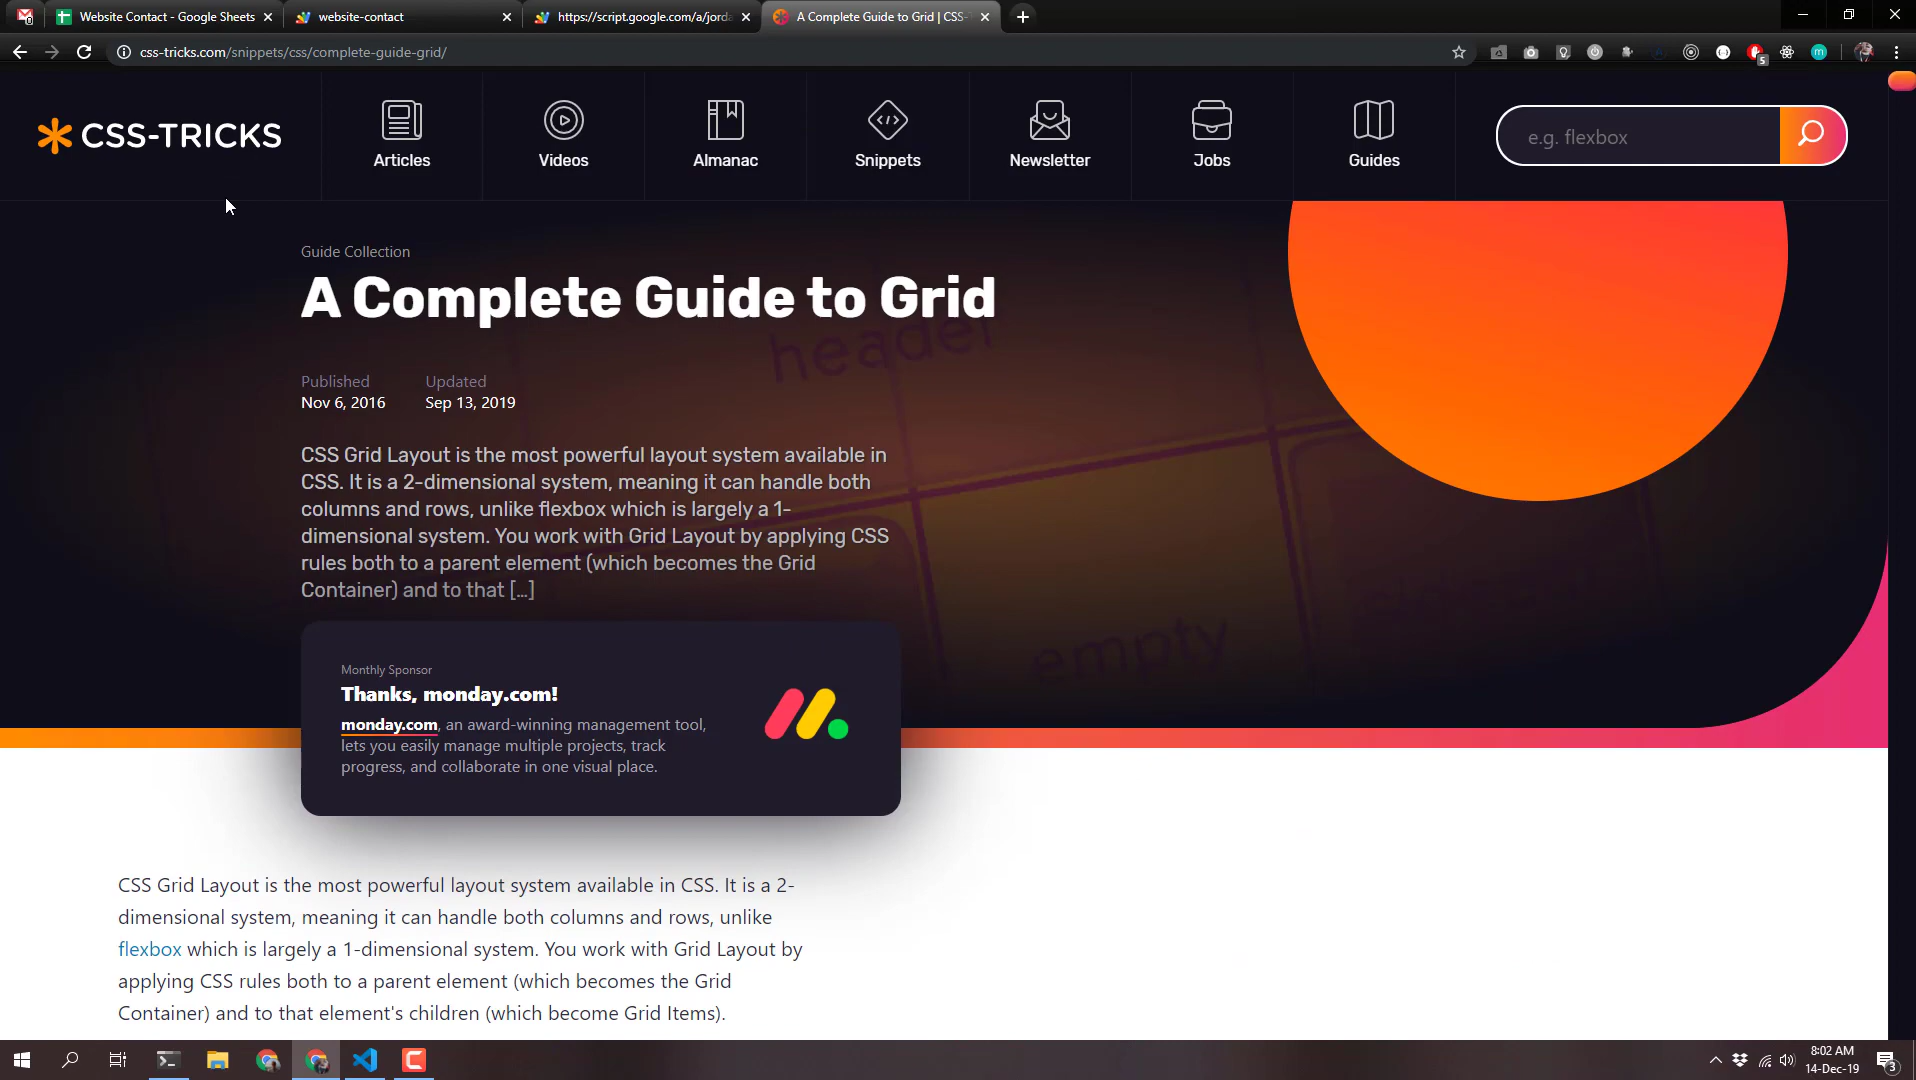 Website Contact - Google Sheets
website-contact
https://script.google.com/a/jorda
A Complete Guide to Grid | CSS-
css-tricks.com/snippets/css/complete-guide-grid/
5
m
CSS-TRICKS
Articles
Videos
Almanac
Snippets
Newsletter
Jobs
Guides
e.g. flexbox
Guide Collection
A Complete Guide to Grid
header
Published
Updated
Nov 6, 2016
Sep 13, 2019
CSS Grid Layout is the most powerful layout system available in
CSS. It is a 2-dimensional system, meaning it can handle both
columns and rows, unlike flexbox which is largely a 1-
dimensional system. You work with Grid Layout by applying CSS
rules both to a parent element (which becomes the Grid
Container) and to that [...]
empty
Monthly Sponsor
Thanks, monday.com!
monday.com, an award-winning management tool,
lets you easily manage multiple projects, track
progress, and collaborate in one visual place.
CSS Grid Layout is the most powerful layout system available in CSS. It is a 2-
dimensional system, meaning it can handle both columns and rows, unlike
flexbox which is largely a 1-dimensional system. You work with Grid Layout by
applying CSS rules both to a parent element (which becomes the Grid
Container) and to that element's children (which become Grid Items).
8:02 AM
14-Dec-19
3